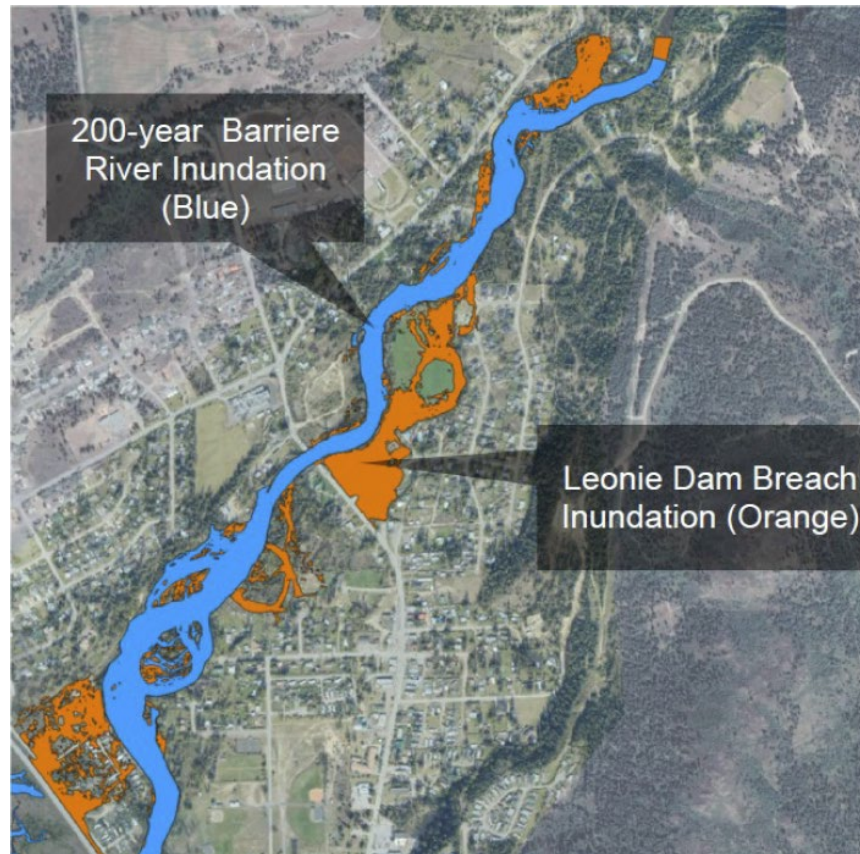 200-year Barriere
River Inundation
(Blue)
Leonie Dam Breach
Inundation (Orange)